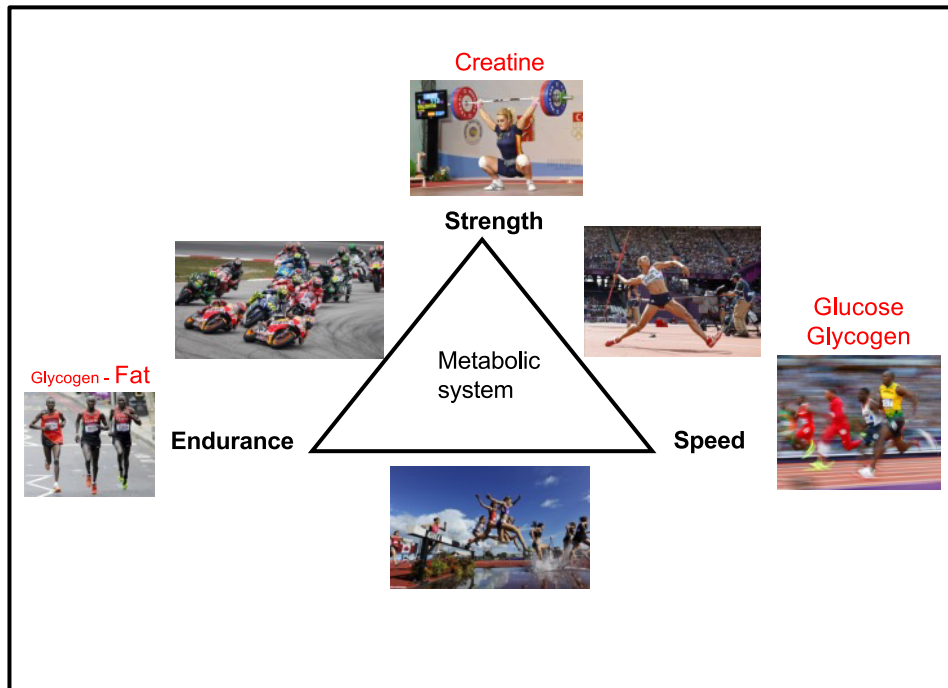 Creatine
Strength
Glucose
Glycogen
Metabolic
system
Glycogen - Fat
Endurance
Speed